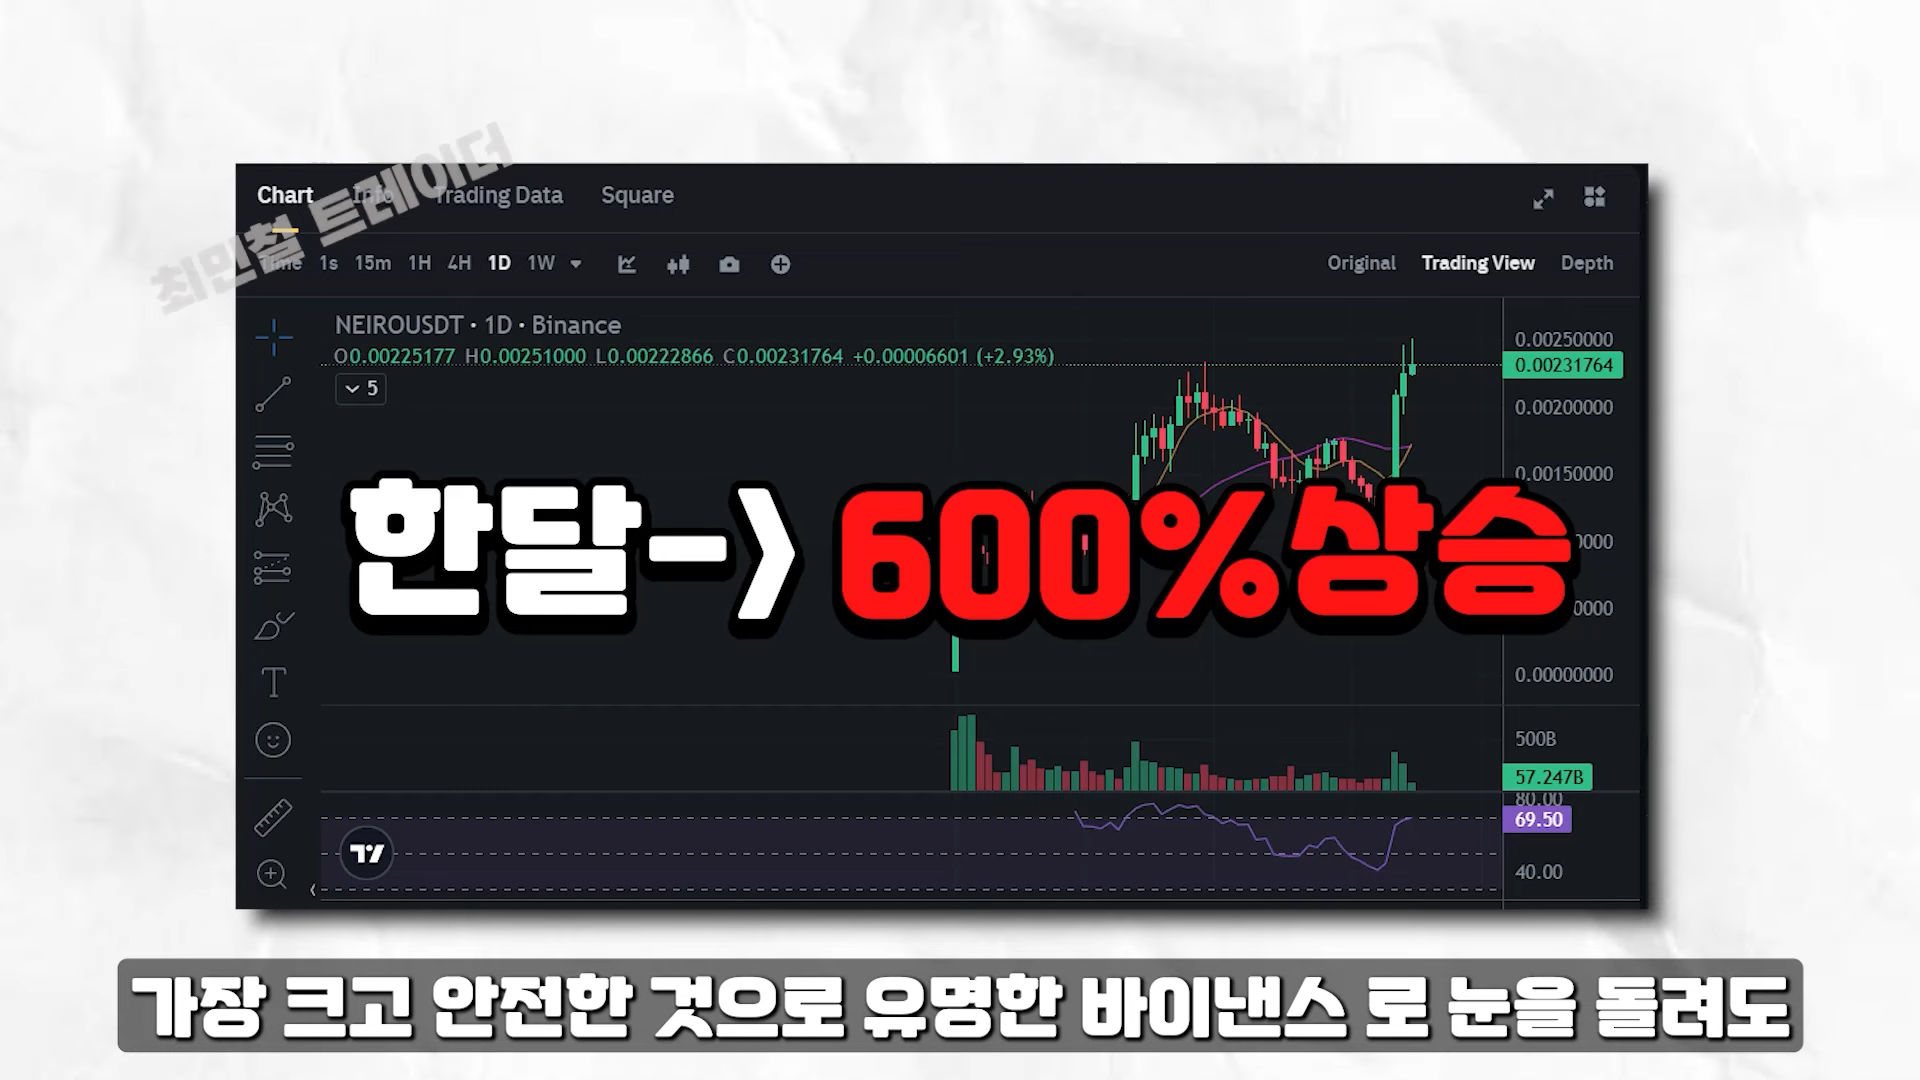 최민철 트레이더
Chart Info Trading Data Square
Time 1s 15m 1H 4H 1D 1W
Original Trading View Depth
NEIROUSDT • 1D • Binance
O0.00225177 H0.00251000 L0.00222866 C0.00231764 +0.00006601 (+2.93%)
5
0.00250000
0.00231764
0.00200000
0.00150000
한달-> 600%상승
0.00000000
500B
57.247B
80.00
69.50
40.00
가장 크고 안전한 것으로 유명한 바이낸스 로 눈을 돌려도